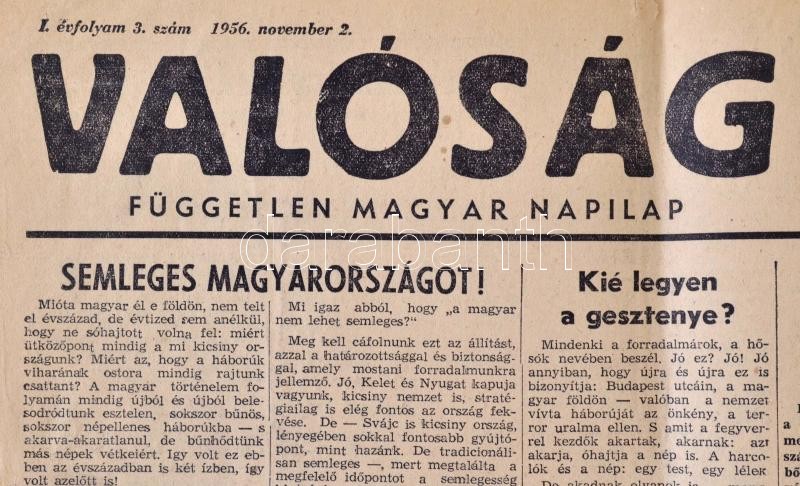 I. évfolyam 3. szám 1956. november 2.
VALÓSÁG
FÜGGETLEN MAGYAR NAPILAP
darabanth
SEMLEGES MAGYARORSZÁGOT!
Mióta magyar él e földön, nem telt
el évszázad, de évtized sem anélkül,
hogy ne sóhajtott volna fel: miért
ütközőpont mindig a mi kicsiny or-
szágunk? Miért az, hogy a háborúk
viharának ostora mindig rajtunk
csattant? A magyar történelem fo-
lyamán mindig újból és újból bele-
sodródtunk esztelen, sokszor bűnös,
sokszor népellenes háborúkba — s
akarva-akaratlanul, de bűnhődtünk
más népek vétkeiért. Így volt ez eb-
ben az évszázadban is két ízben, így
volt azelőtt is!
Mi igaz abból, hogy „a magyar
nem lehet semleges?"
Meg kell cáfolnunk ezt az állítást,
azzal a határozottsággal és biztonság-
gal, amely mostani forradalmunkra
jellemző. Jó, Kelet és Nyugat kapuja
vagyunk, kicsiny nemzet is, straté-
giailag is elég fontos az ország fek-
vése. De — Svájc is kicsiny ország,
lényegében sokkal fontosabb gyújtó-
pont, mint hazánk. De tradicionáli-
san semleges —, mert megtalálta a
megfelelő időpontot a semlegesség
Kié legyen
a gesztenye?
Mindenki a forradalmárok, a hő-
sök nevében beszél. Jó ez? Jó! Jó
annyiban, hogy újra és újra ez is
bizonyítja: Budapest utcáin, a ma-
gyar földön — valóban a nemzet
vívta háborúját az önkény, a ter-
ror uralma ellen. S amit a fegyver-
rel kezdők akartak, akarnak: azt
akarja, óhajtja a nép is. A harco-
lók és a nép: egy test, egy lélek
De akadnak olyanok is, magya-